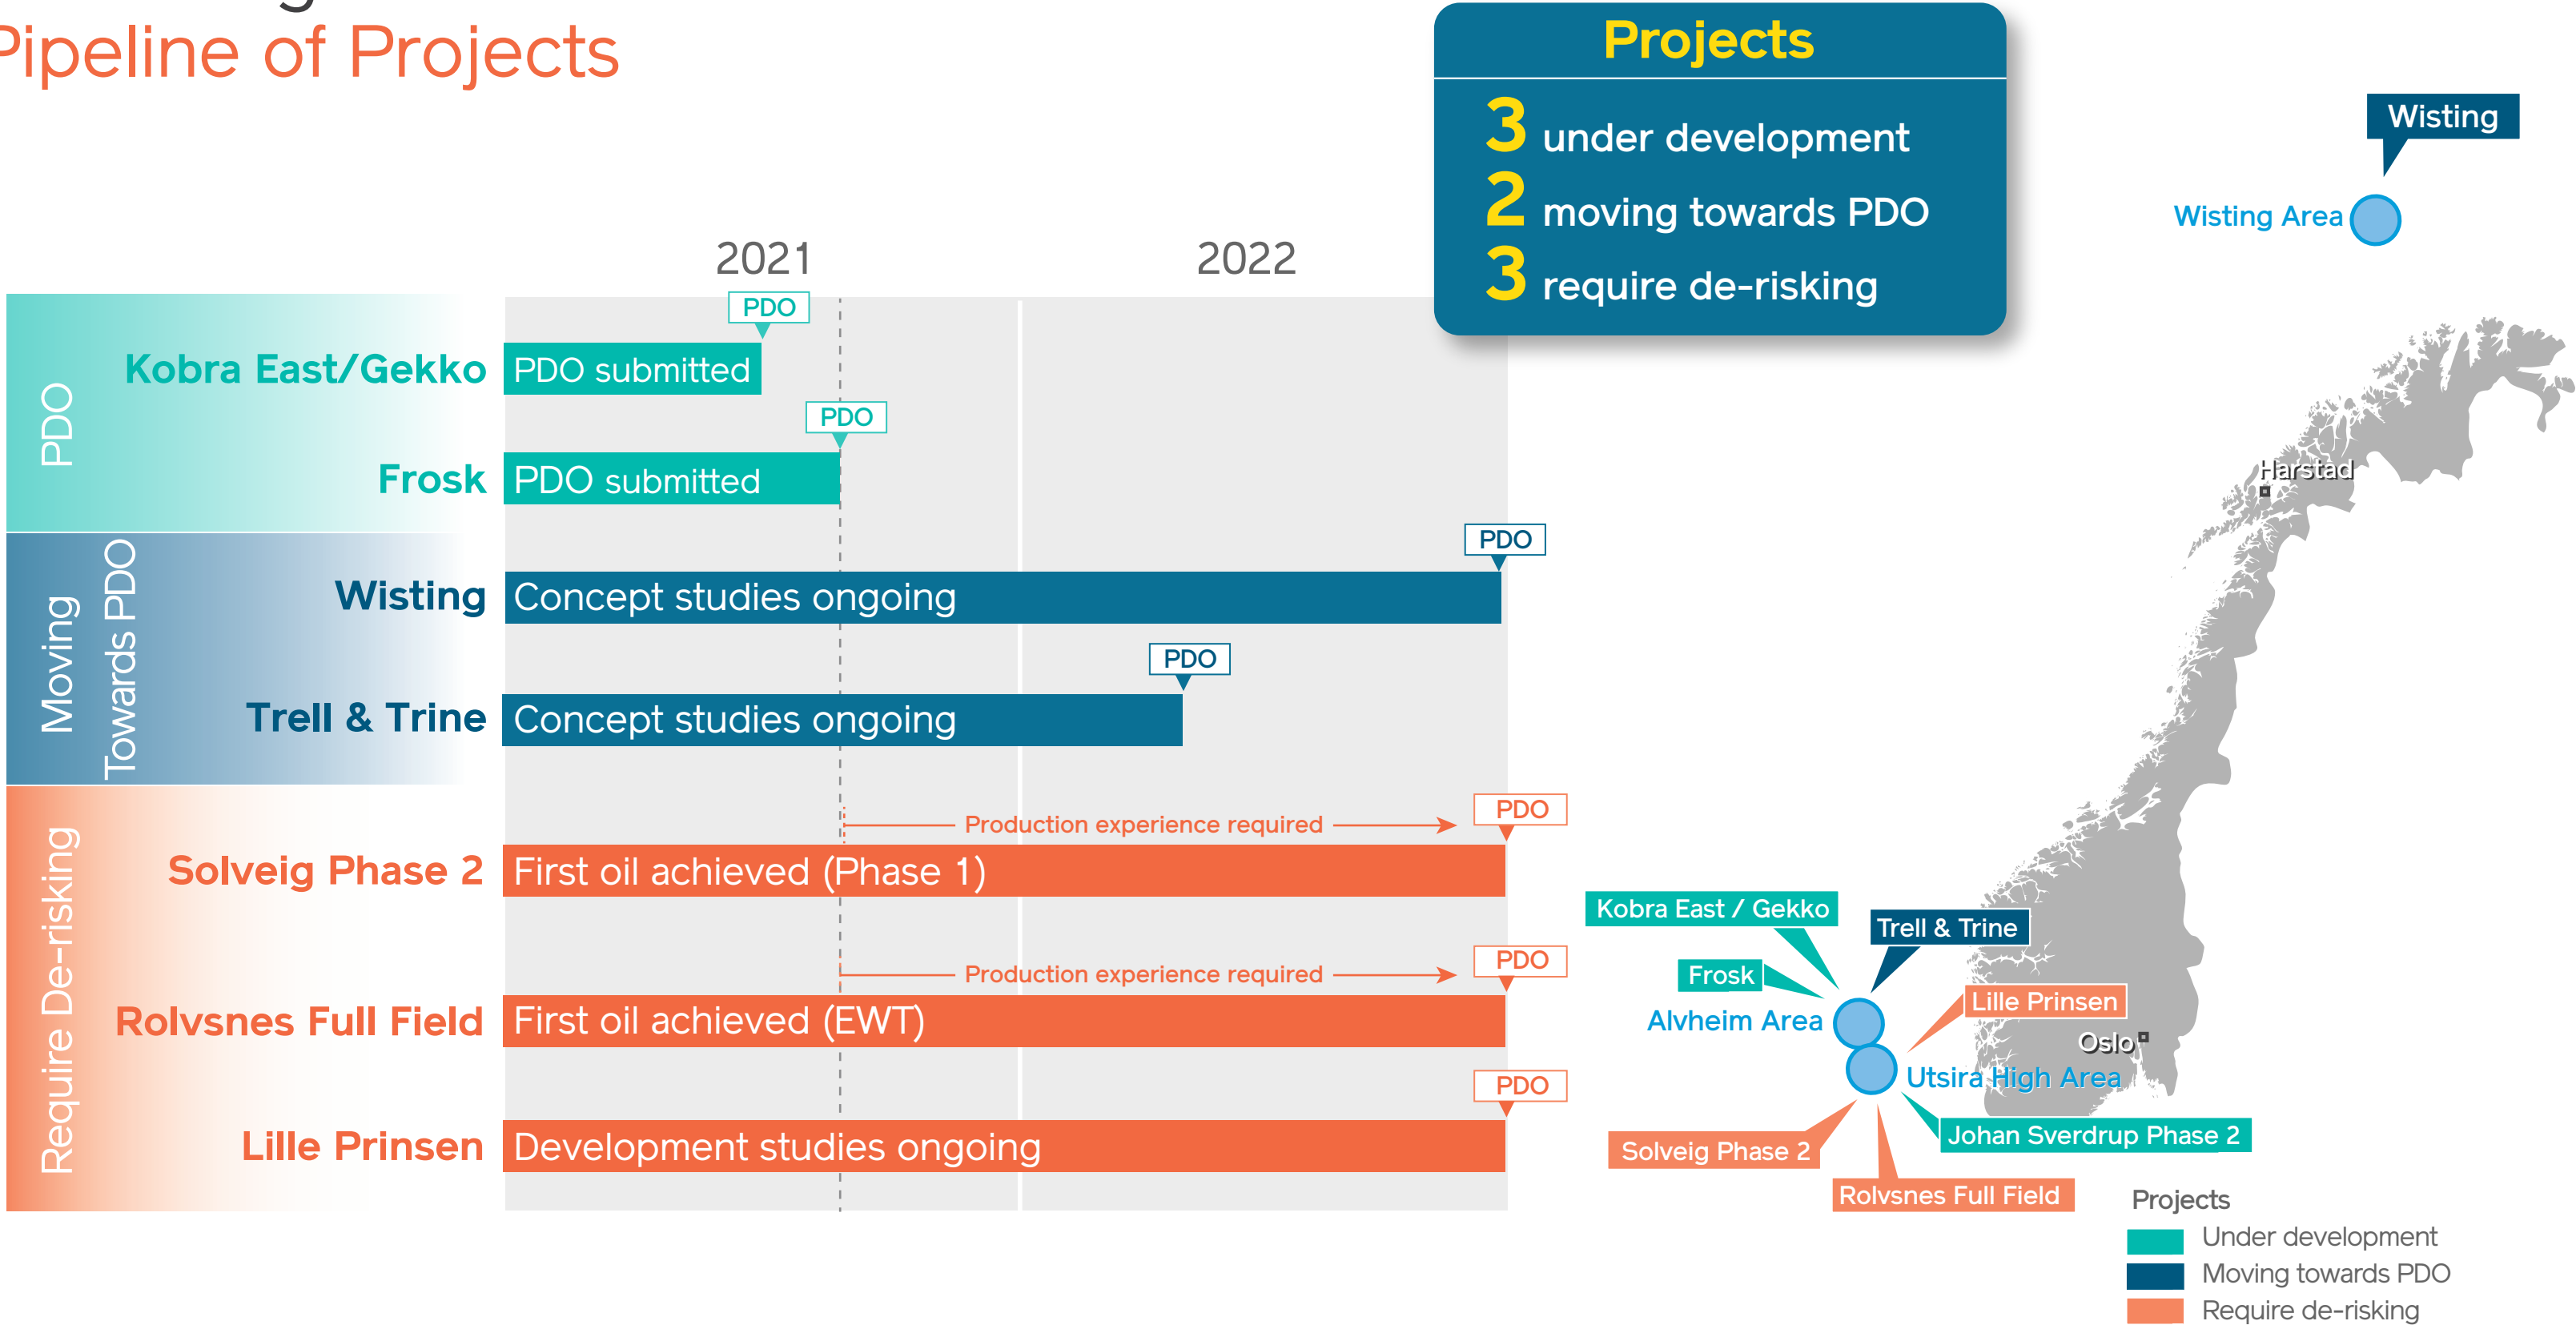 Pipeline of Projects
Projects
3 under development
2 moving towards PDO
3 require de-risking
2021
2022
PDO
Kobra East/Gekko
PDO
PDO submitted
Frosk
PDO
PDO submitted
Moving
Towards PDO
Wisting
PDO
Concept studies ongoing
Trell & Trine
PDO
Concept studies ongoing
Require De-risking
Solveig Phase 2
Production experience required
PDO
First oil achieved (Phase 1)
Rolvsnes Full Field
Production experience required
PDO
First oil achieved (EWT)
Lille Prinsen
PDO
Development studies ongoing
Wisting
Wisting Area
Harstad
Kobra East / Gekko
Trell & Trine
Frosk
Lille Prinsen
Alvheim Area
Oslo
Utsira High Area
Johan Sverdrup Phase 2
Solveig Phase 2
Rolvsnes Full Field
Projects
Under development
Moving towards PDO
Require de-risking